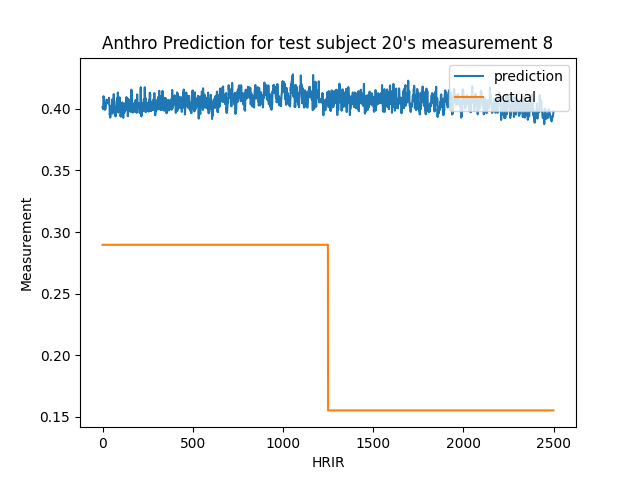 Anthro Prediction for test subject 20's measurement 8
prediction
actual
0.40
0.35
0.30
0.25
0.20
0.15
Measurement
0
500
1000
1500
2000
2500
HRIR